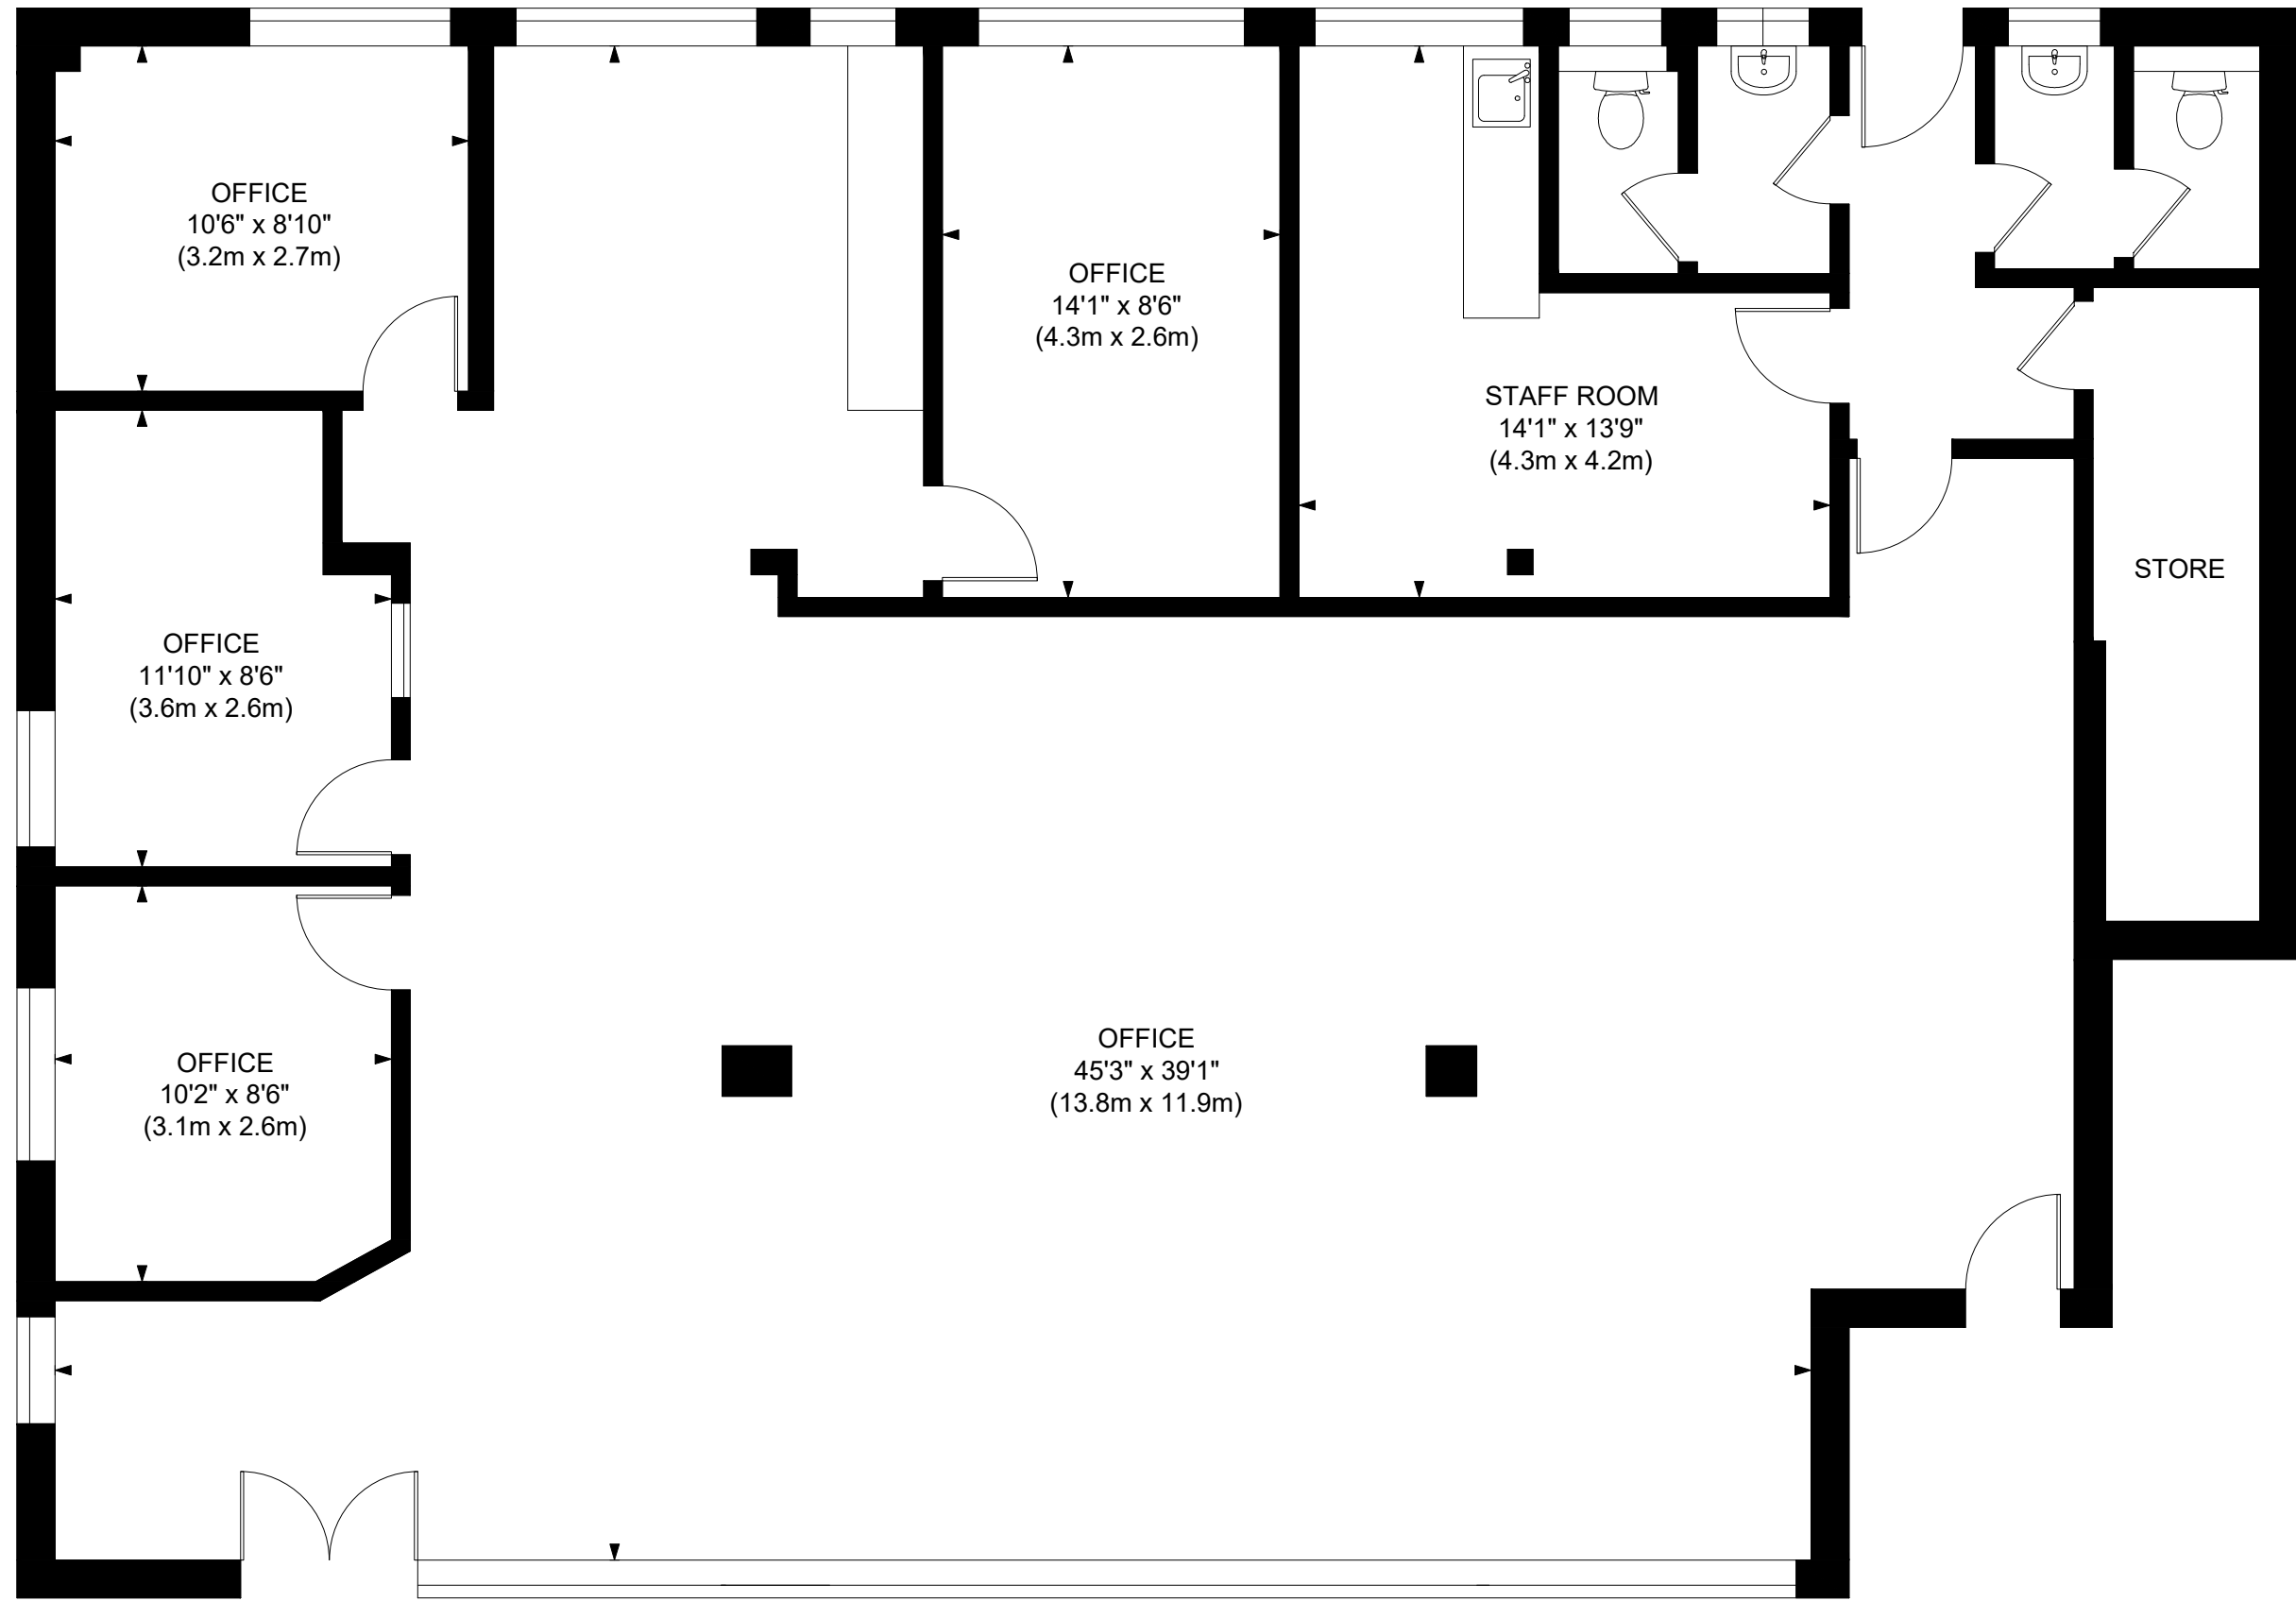 OFFICE
10'6" x 8'10"
(3.2m x 2.7m)
OFFICE
14'1" x 8'6"
(4.3m x 2.6m)
STAFF ROOM
14'1" x 13'9"
(4.3m x 4.2m)
STORE
OFFICE
11'10" x 8'6"
(3.6m x 2.6m)
OFFICE
10'2" x 8'6"
(3.1m x 2.6m)
OFFICE
45'3" x 39'1"
(13.8m x 11.9m)